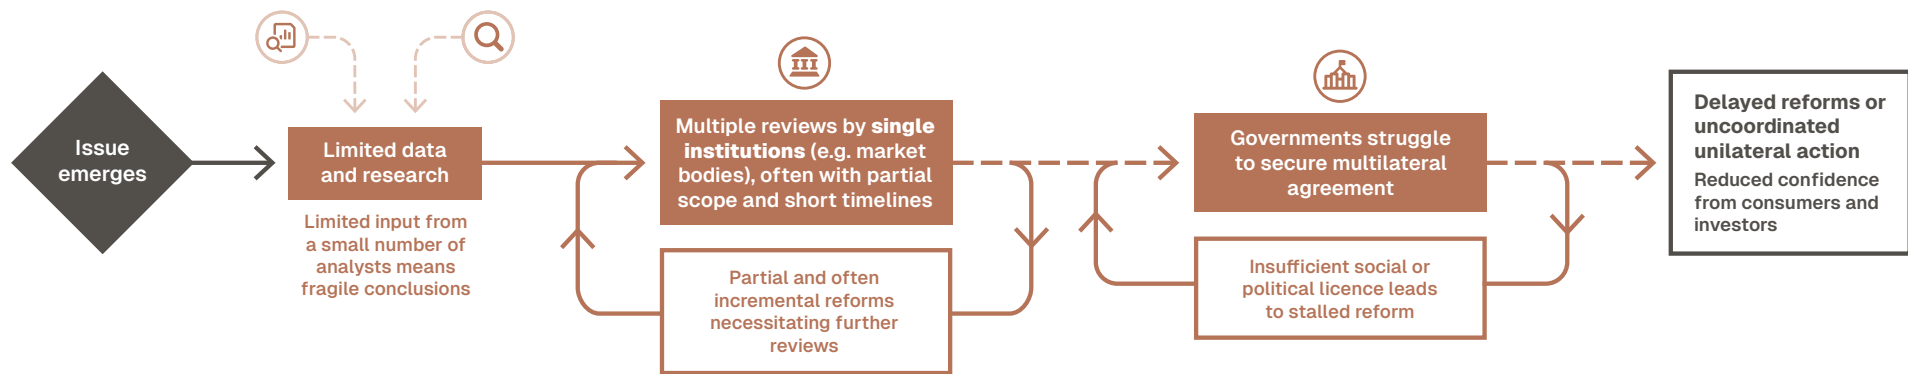 Issue
emerges
Limited data
and research
Limited input from
a small number of
analysts means
fragile conclusions
Multiple reviews by single
institutions (e.g. market
bodies), often with partial
scope and short timelines
Partial and often
incremental reforms
necessitating further
reviews
Governments struggle
to secure multilateral
agreement
Insufficient social or
political licence leads
to stalled reform
Delayed reforms or
uncoordinated
unilateral action
Reduced confidence
from consumers and
investors